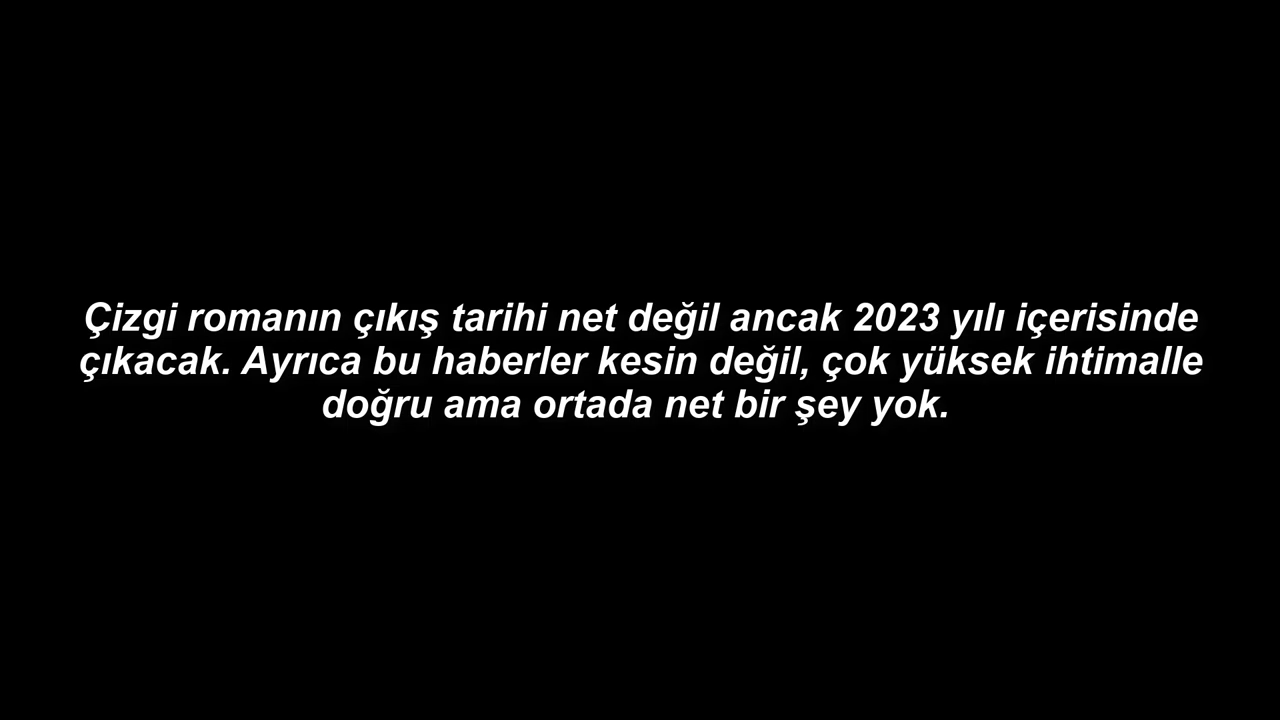 Çizgi romanın çıkış tarihi net değil ancak 2023 yılı içerisinde
çıkacak. Ayrıca bu haberler kesin değil, çok yüksek ihtimalle
doğru ama ortada net bir şey yok.